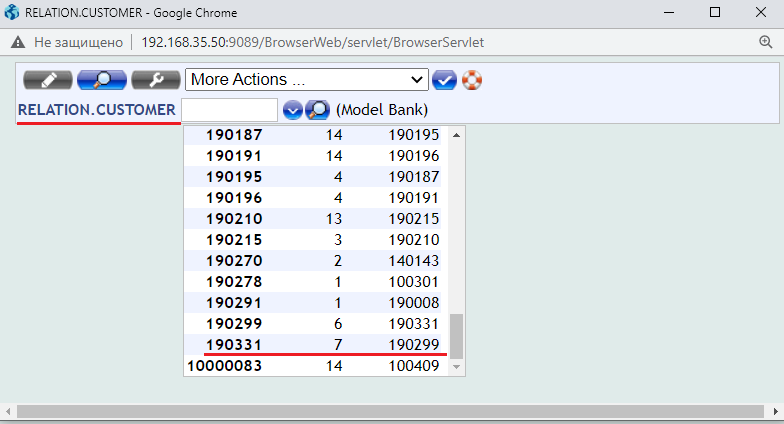 RELATION.CUSTOMER - Google Chrome
Не защищено 192.168.35.50:9089/BrowserWeb/servlet/BrowserServlet
More Actions ...
RELATION.CUSTOMER (Model Bank)
190187 14 190195
190191 14 190196
190195 4 190187
190196 4 190191
190210 13 190215
190215 3 190210
190270 2 140143
190278 1 100301
190291 1 190008
190299 6 190331
190331 7 190299
10000083 14 100409